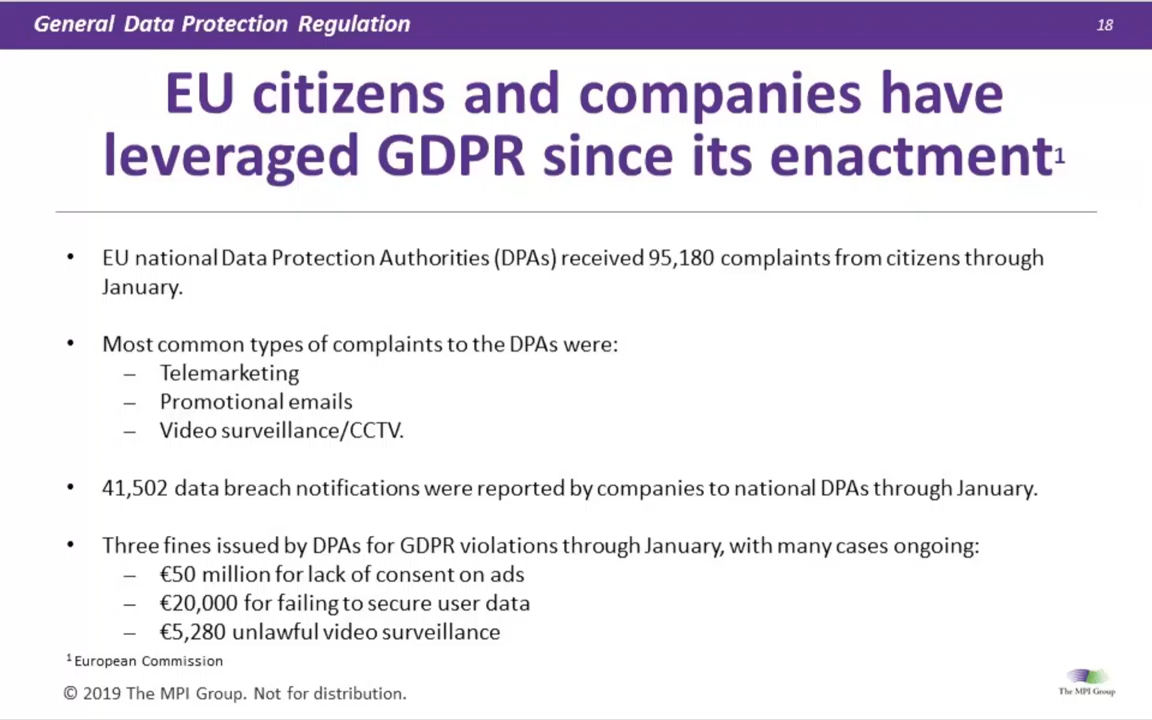 General Data Protection Regulation
18
EU citizens and companies have
leveraged GDPR since its enactment1
• EU national Data Protection Authorities (DPAs) received 95,180 complaints from citizens through
January.
• Most common types of complaints to the DPAs were:
– Telemarketing
– Promotional emails
– Video surveillance/CCTV.
• 41,502 data breach notifications were reported by companies to national DPAs through January.
• Three fines issued by DPAs for GDPR violations through January, with many cases ongoing:
– €50 million for lack of consent on ads
– €20,000 for failing to secure user data
– €5,280 unlawful video surveillance
1 European Commission
© 2019 The MPI Group. Not for distribution.
The MPI Group